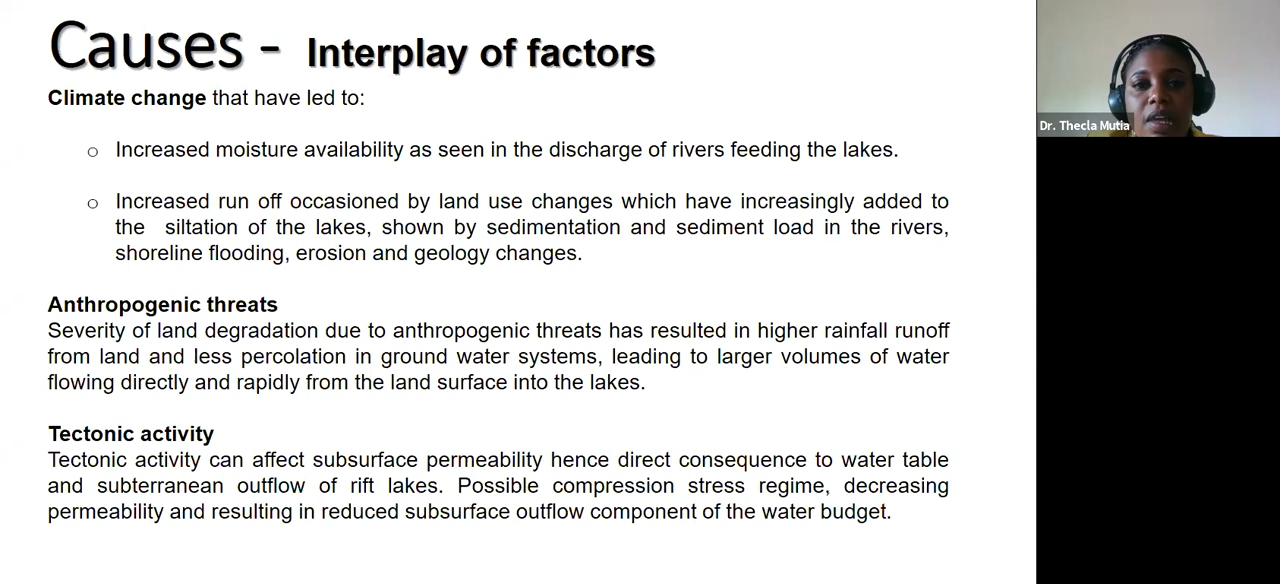 Causes - Interplay of factors
Climate change that have led to:
o Increased moisture availability as seen in the discharge of rivers feeding the lakes.
o Increased run off occasioned by land use changes which have increasingly added to
the siltation of the lakes, shown by sedimentation and sediment load in the rivers,
shoreline flooding, erosion and geology changes.
Anthropogenic threats
Severity of land degradation due to anthropogenic threats has resulted in higher rainfall runoff
from land and less percolation in ground water systems, leading to larger volumes of water
flowing directly and rapidly from the land surface into the lakes.
Tectonic activity
Tectonic activity can affect subsurface permeability hence direct consequence to water table
and subterranean outflow of rift lakes. Possible compression stress regime, decreasing
permeability and resulting in reduced subsurface outflow component of the water budget.
Dr. Thecla Mutia